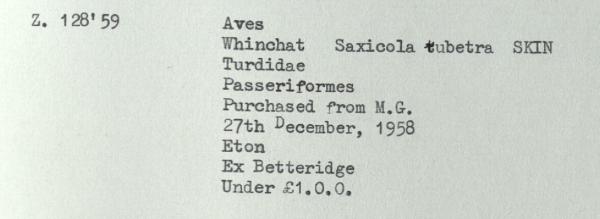 Z. 128'59 Aves
Whinchat Saxicola tubetra SKIN
Turdidae
Passeriformes
Purchased from M.G.
27th December, 1958
Eton
Ex Betteridge
Under £1.0.0.